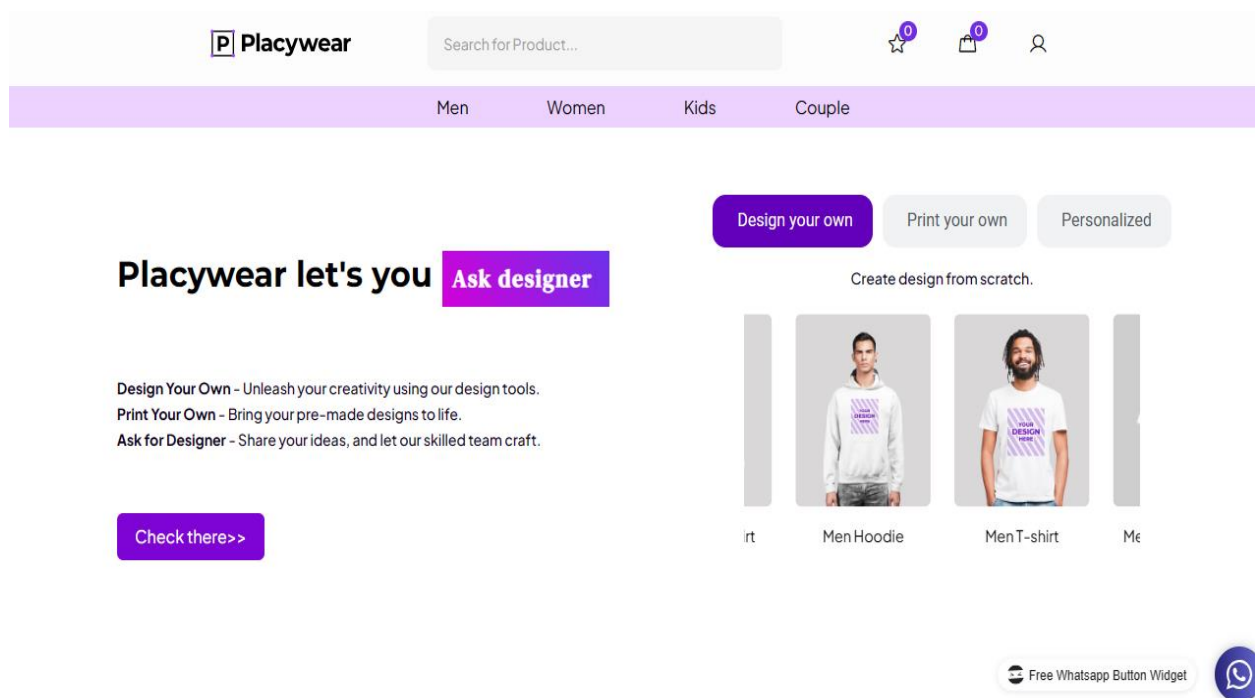 P Placywear
Search for Product...
0
0
Men Women Kids Couple
Design your own Print your own Personalized
Placywear let's you Ask designer
Create design from scratch.
Design Your Own - Unleash your creativity using our design tools.
Print Your Own - Bring your pre-made designs to life.
Ask for Designer - Share your ideas, and let our skilled team craft.
YOUR
DESIGN
HERE
YOUR
DESIGN
HERE
Check there>>
irt Men Hoodie Men T-shirt Me
Free Whatsapp Button Widget